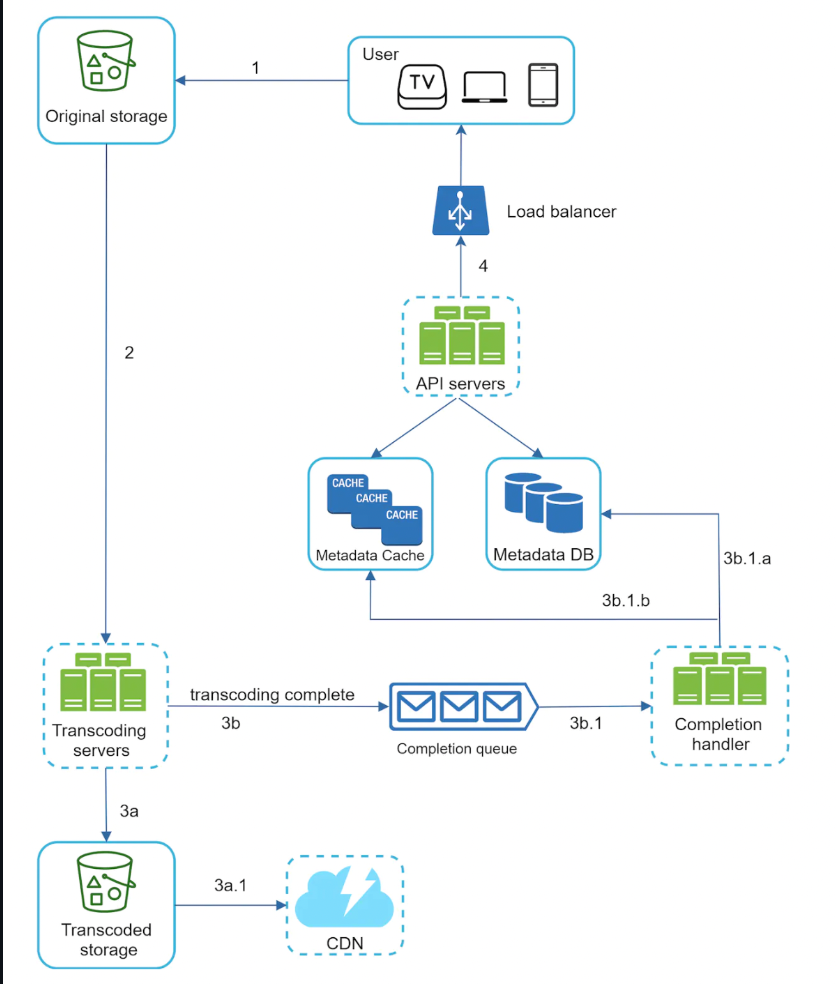 User
TV
1
Original storage
Load balancer
4
2
API servers
CACHE
CACHE
CACHE
Metadata Cache
Metadata DB
3b.1.a
3b.1.b
transcoding complete
3b
Transcoding
servers
Completion queue
3b.1
Completion
handler
3a
3a.1
Transcoded
storage
CDN